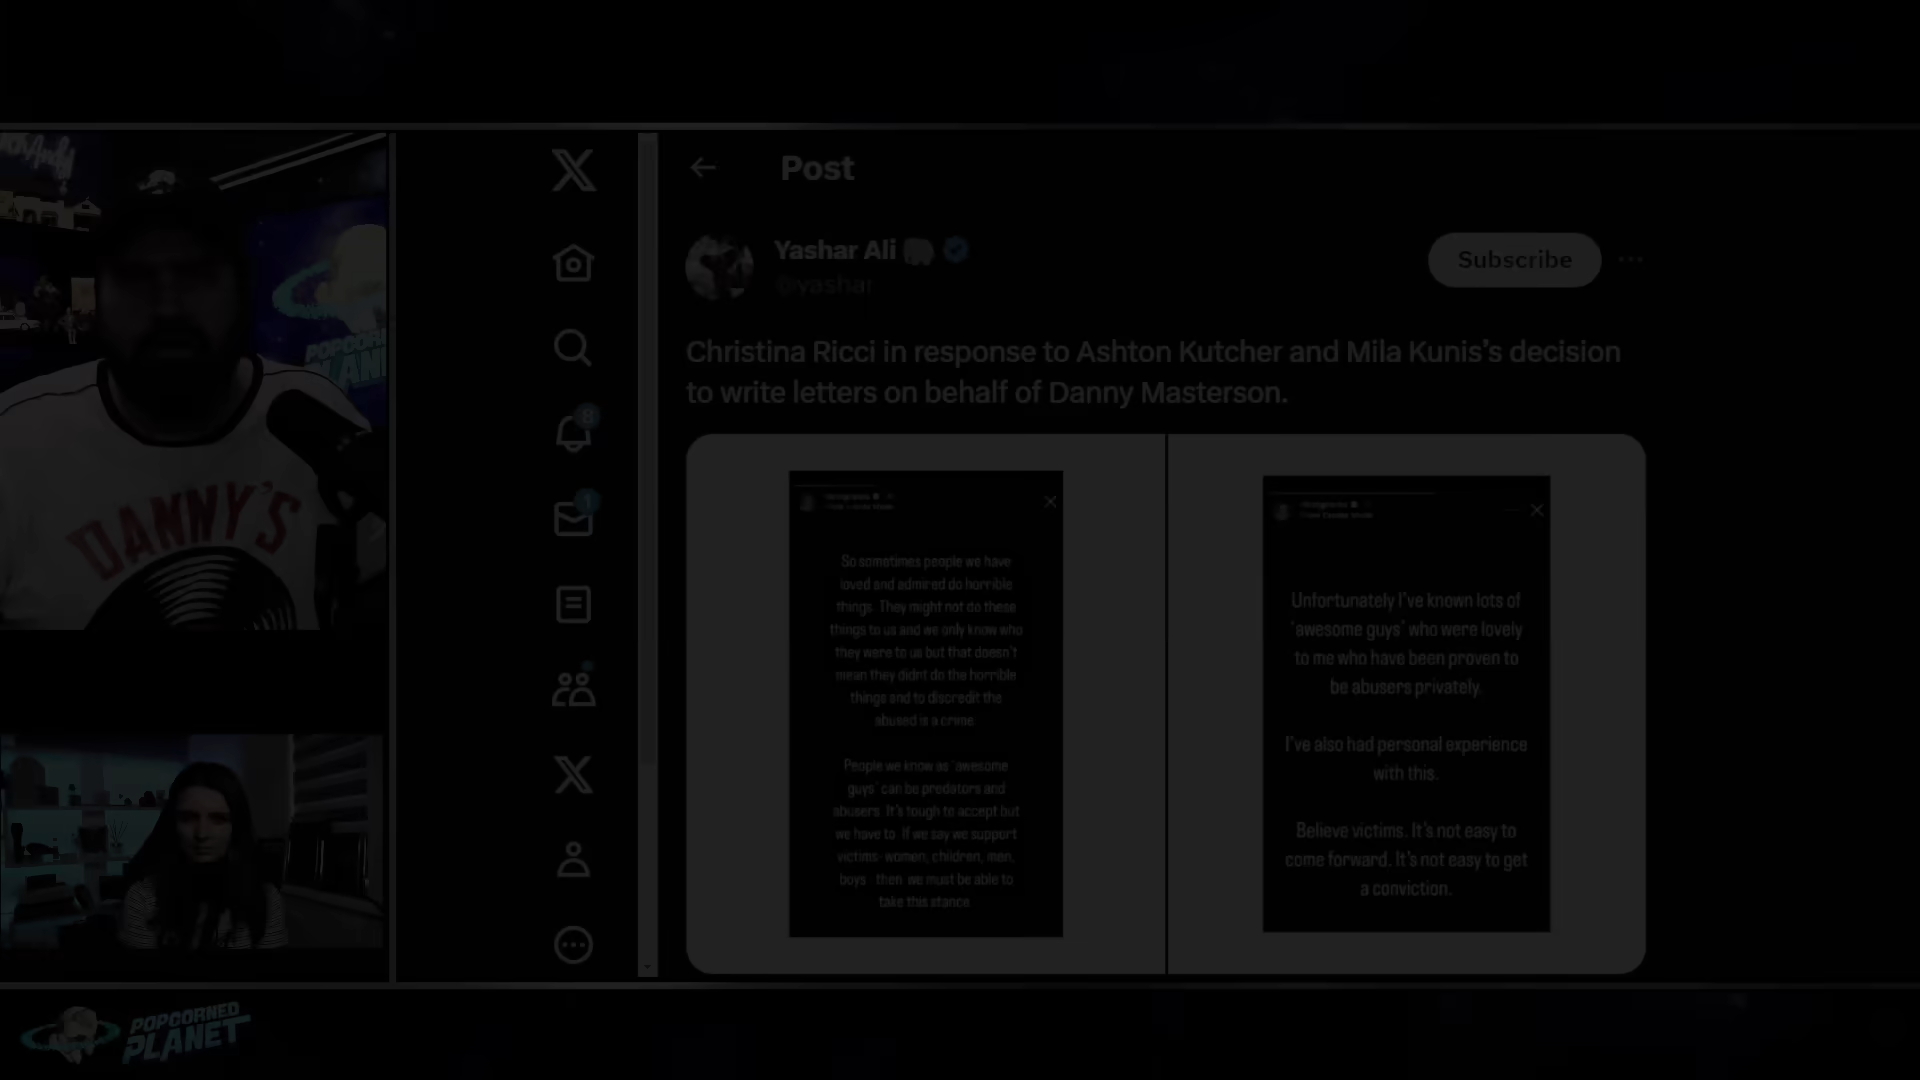 Post
Yashar Ali
@yashar
Subscribe
Christina Ricci in response to Ashton Kutcher and Mila Kunis’s decision
to write letters on behalf of Danny Masterson.
8
1
So sometimes people we have
loved and admired do horrible
things. They might not do these
things to us and we only know who
they were to us but that doesn't
mean they didnt do the horrible
things and to discredit the
abused is a crime.
People we know as 'awesome
guys' can be predators and
abusers. It's tough to accept but
we have to. If we say we support
victims- women, children, men,
boys then we must be able to
take this stance.
Unfortunately I've known lots of
'awesome guys' who were lovely
to me who have been proven to
be abusers privately.
I've also had personal experience
with this.
Believe victims. It's not easy to
come forward. It's not easy to get
a conviction.
DANNY'S
POPCORNED
PLANET